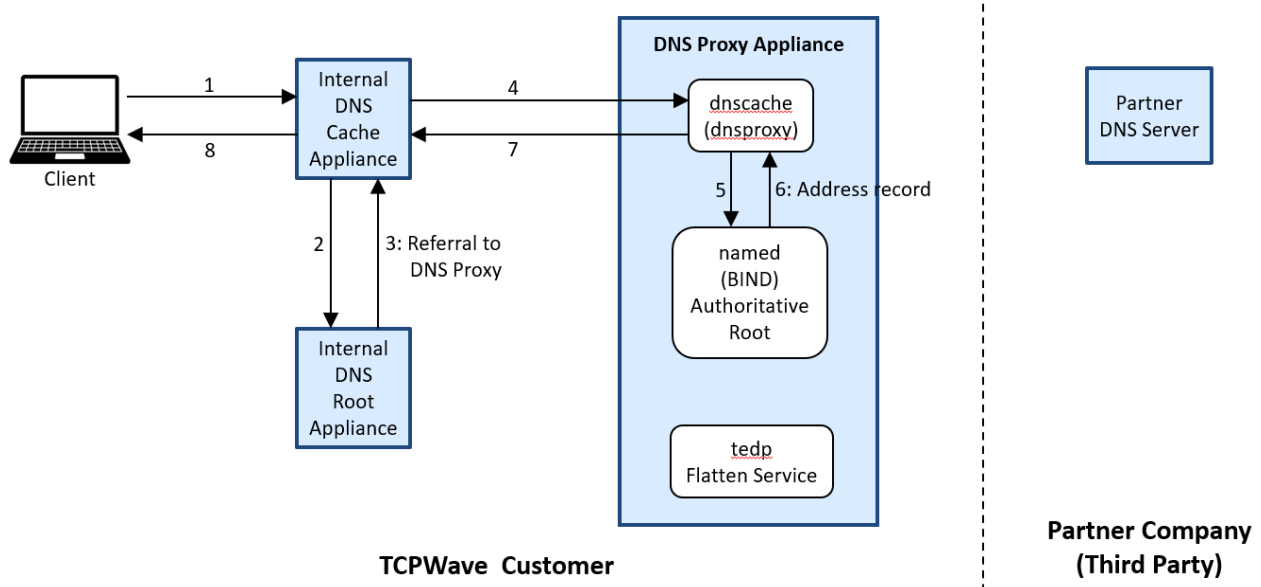 DNS Proxy Appliance
1
Internal
DNS
Cache
Appliance
4
dnscache
(dnsproxy)
Partner
DNS Server
8
7
Client
2
3: Referral to
DNS Proxy
5
6: Address record
named
(BIND)
Authoritative
Root
Internal
DNS
Root
Appliance
tedp
Flatten Service
TCPWave Customer
Partner Company
(Third Party)